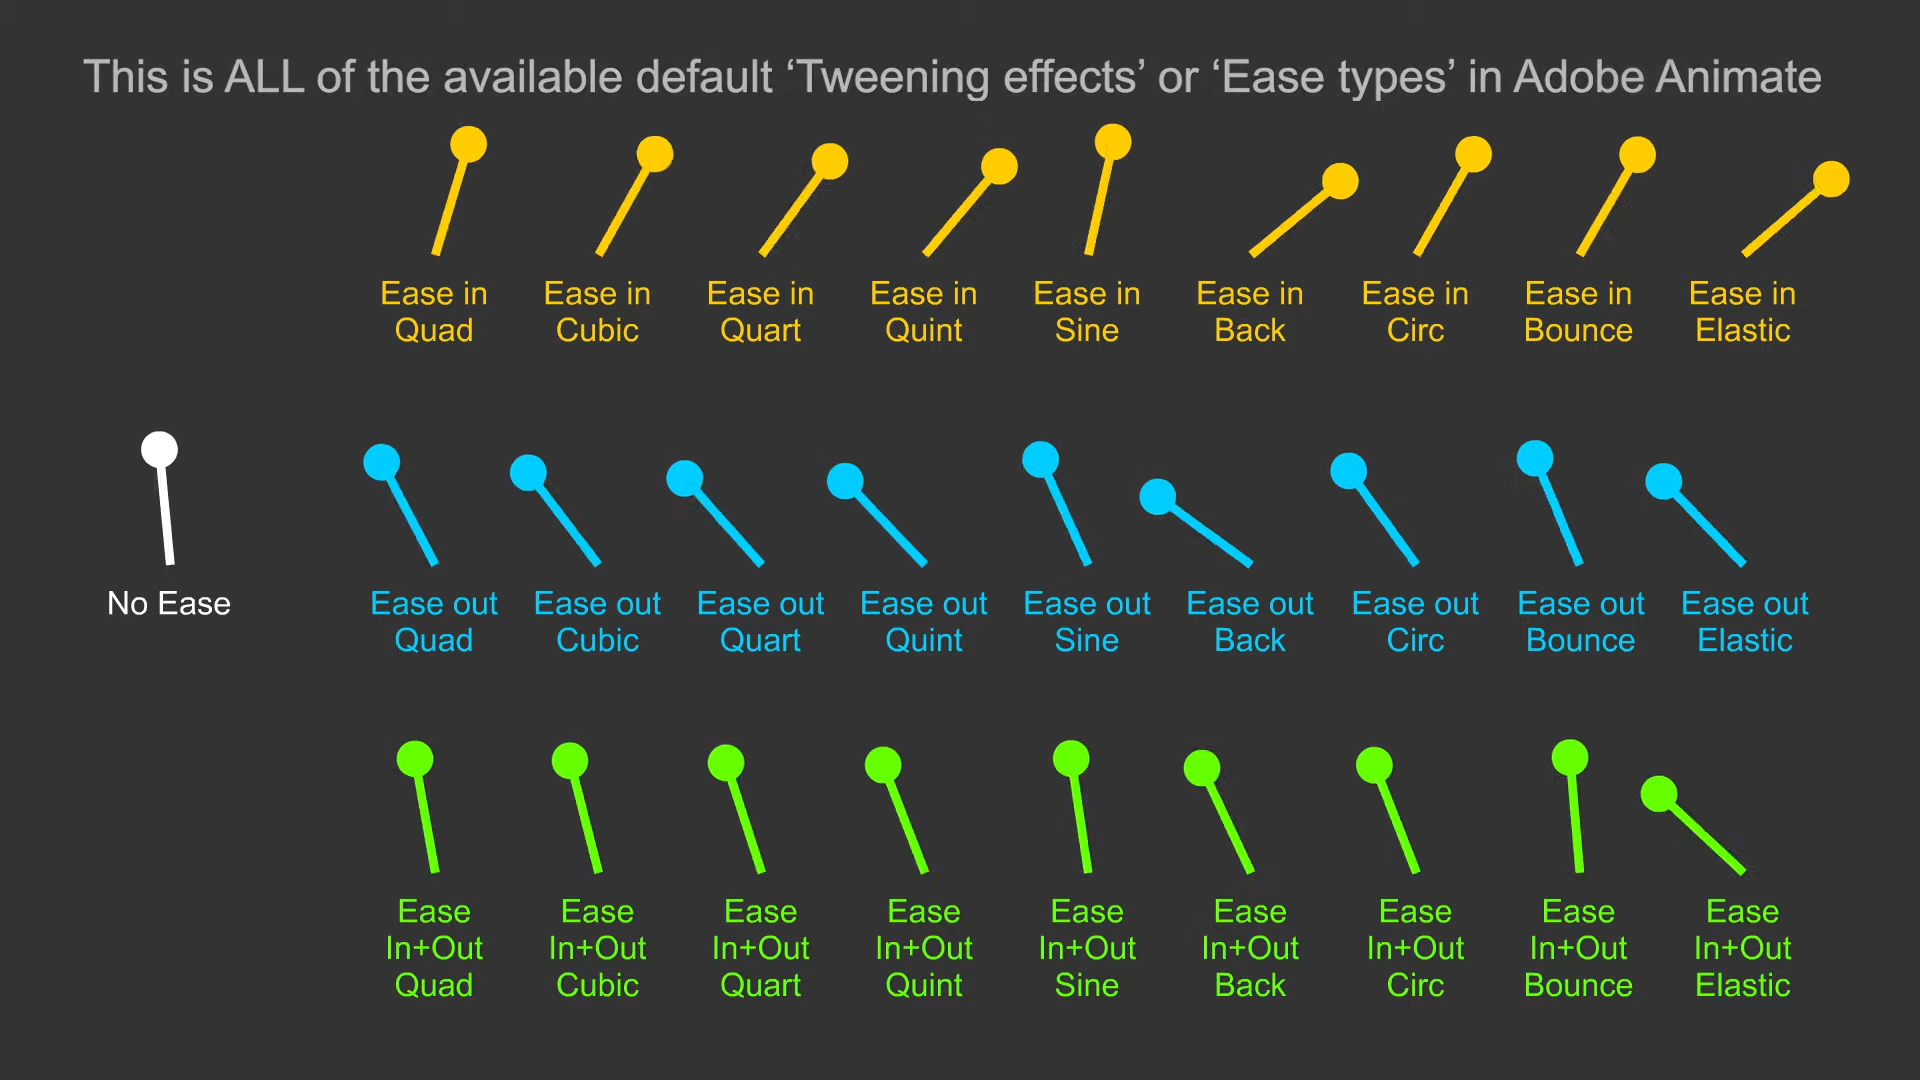 This is ALL of the available default ‘Tweening effects’ or ‘Ease types’ in Adobe Animate
Ease in Ease in Ease in Ease in Ease in Ease in Ease in Ease in Ease in
Quad Cubic Quart Quint Sine Back Circ Bounce Elastic
No Ease Ease out Ease out Ease out Ease out Ease out Ease out Ease out Ease out Ease out
Quad Cubic Quart Quint Sine Back Circ Bounce Elastic
Ease Ease Ease Ease Ease Ease Ease Ease Ease
In+Out In+Out In+Out In+Out In+Out In+Out In+Out In+Out In+Out
Quad Cubic Quart Quint Sine Back Circ Bounce Elastic